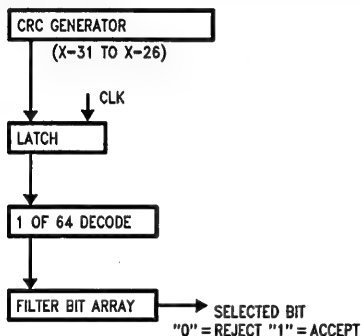 CRC GENERATOR
(X-31 TO X-26)
CLK
LATCH
1 OF 64 DECODE
FILTER BIT ARRAY
SELECTED BIT
"0" = REJECT "1" = ACCEPT